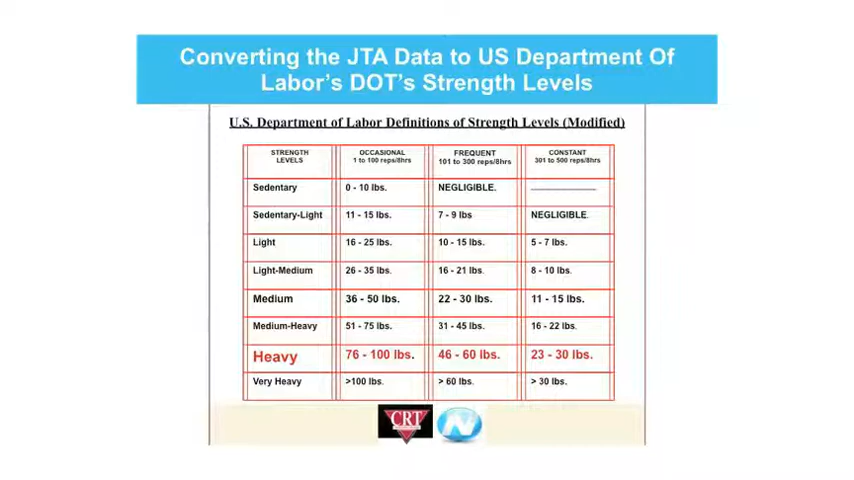 Converting the JTA Data to US Department Of
Labor's DOT's Strength Levels
U.S. Department of Labor Definitions of Strength Levels (Modified)
STRENGTH LEVELS OCCASIONAL 1 to 100 reps/8hrs FREQUENT 101 to 300 reps/8hrs CONSTANT 301 to 500 reps/8hrs
Sedentary 0 - 10 lbs. NEGLIGIBLE.
Sedentary-Light 11 - 15 lbs. 7 - 9 lbs NEGLIGIBLE.
Light 16 - 25 lbs. 10 - 15 lbs. 5 - 7 lbs.
Light-Medium 26 - 35 lbs. 16 - 21 lbs. 8 - 10 lbs.
Medium 36 - 50 lbs. 22 - 30 lbs. 11 - 15 lbs.
Medium-Heavy 51 - 75 lbs. 31 - 45 lbs. 16 - 22 lbs.
Heavy 76 - 100 lbs. 46 - 60 lbs. 23 - 30 lbs.
Very Heavy >100 lbs. > 60 lbs. > 30 lbs.
CRT N